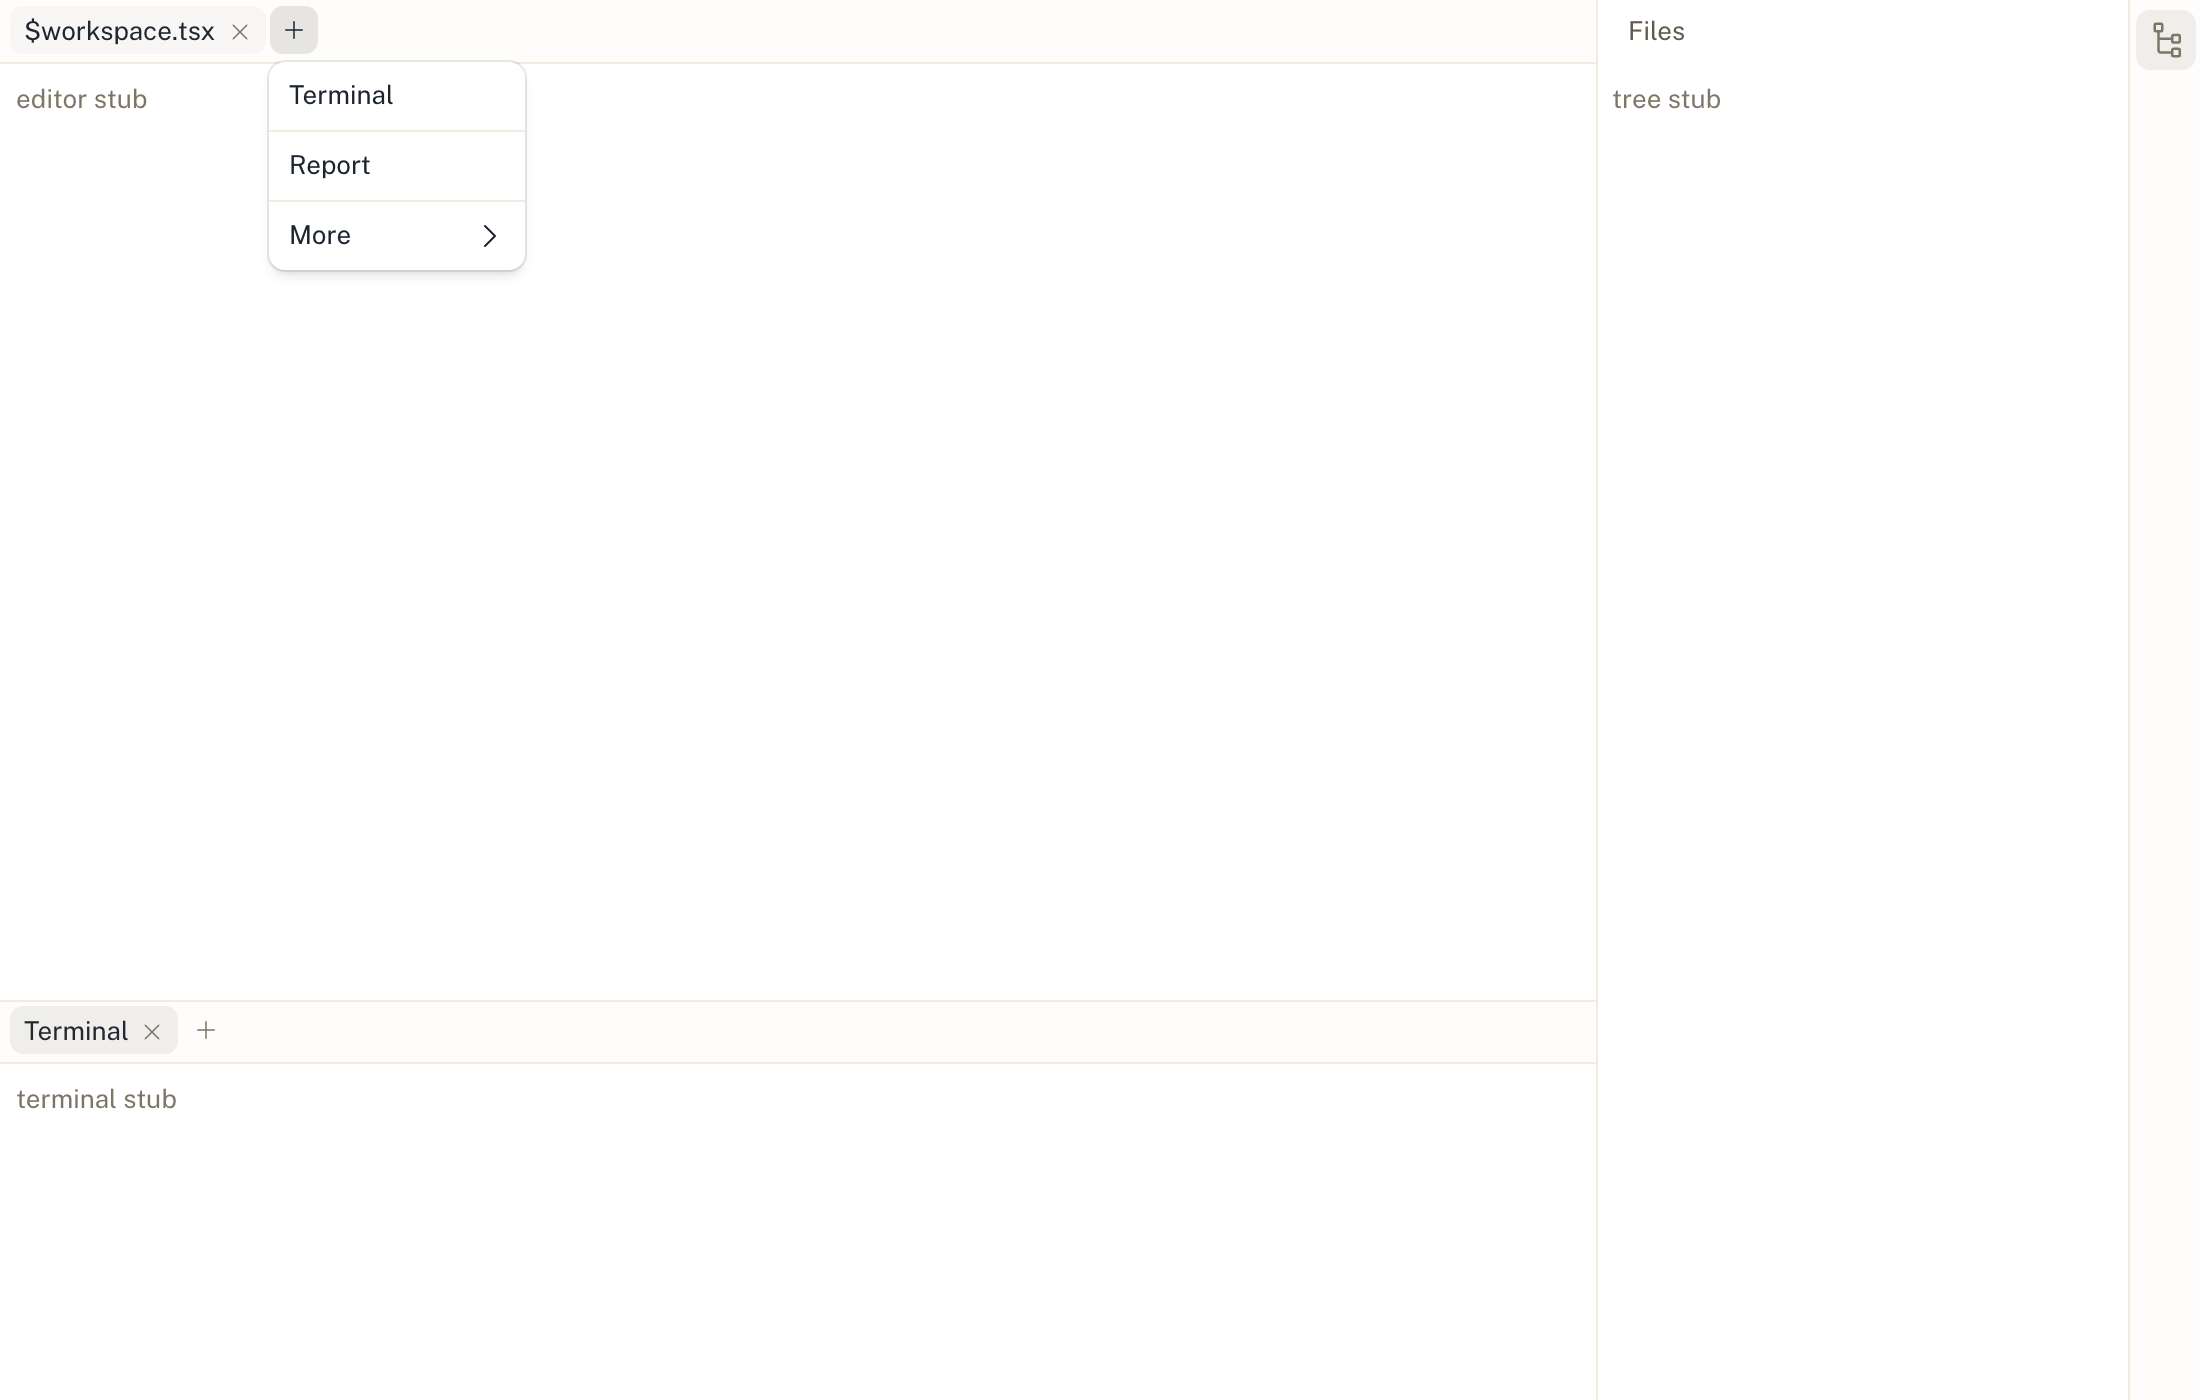 $workspace.tsx
Files
Terminal
editor stub
tree stub
Report
More
Terminal
terminal stub